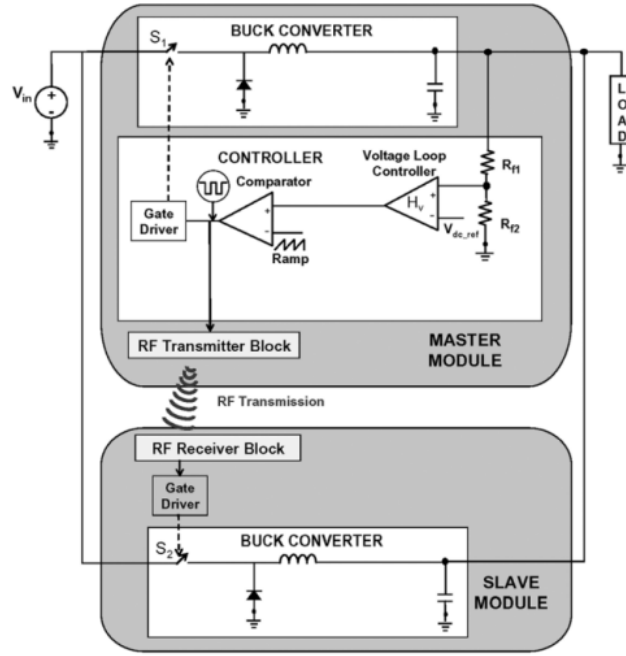 BUCK CONVERTER
S1
Vin
+
-
L
O
A
D
CONTROLLER
Comparator
Voltage Loop
Controller
Rf1
Gate
Driver
+
-
Ramp
Hv
+
-
Vdc_ref
Rf2
RF Transmitter Block
MASTER
MODULE
RF Transmission
RF Receiver Block
Gate
Driver
BUCK CONVERTER
S2
SLAVE
MODULE